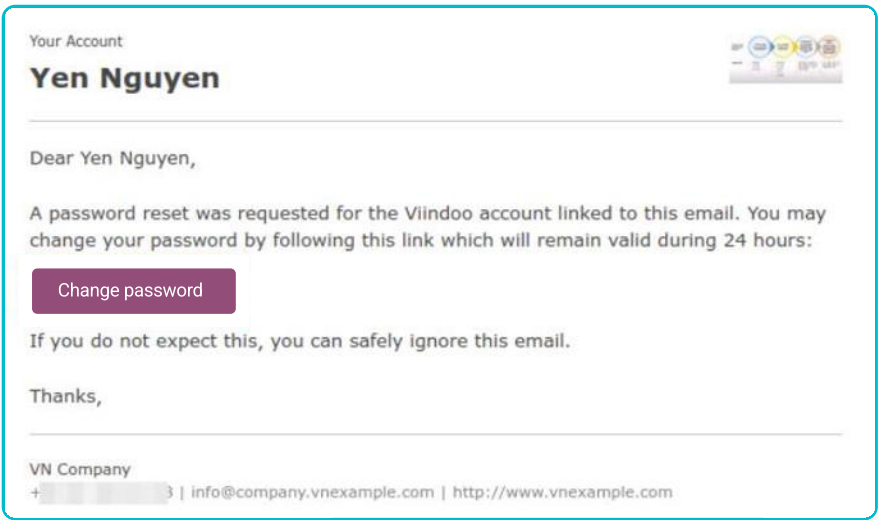 Your Account
Yen Nguyen
Dear Yen Nguyen,
A password reset was requested for the Viindoo account linked to this email. You may
change your password by following this link which will remain valid during 24 hours:
Change password
If you do not expect this, you can safely ignore this email.
Thanks,
VN Company
+ 3 | info@company.vnexample.com | http://www.vnexample.com